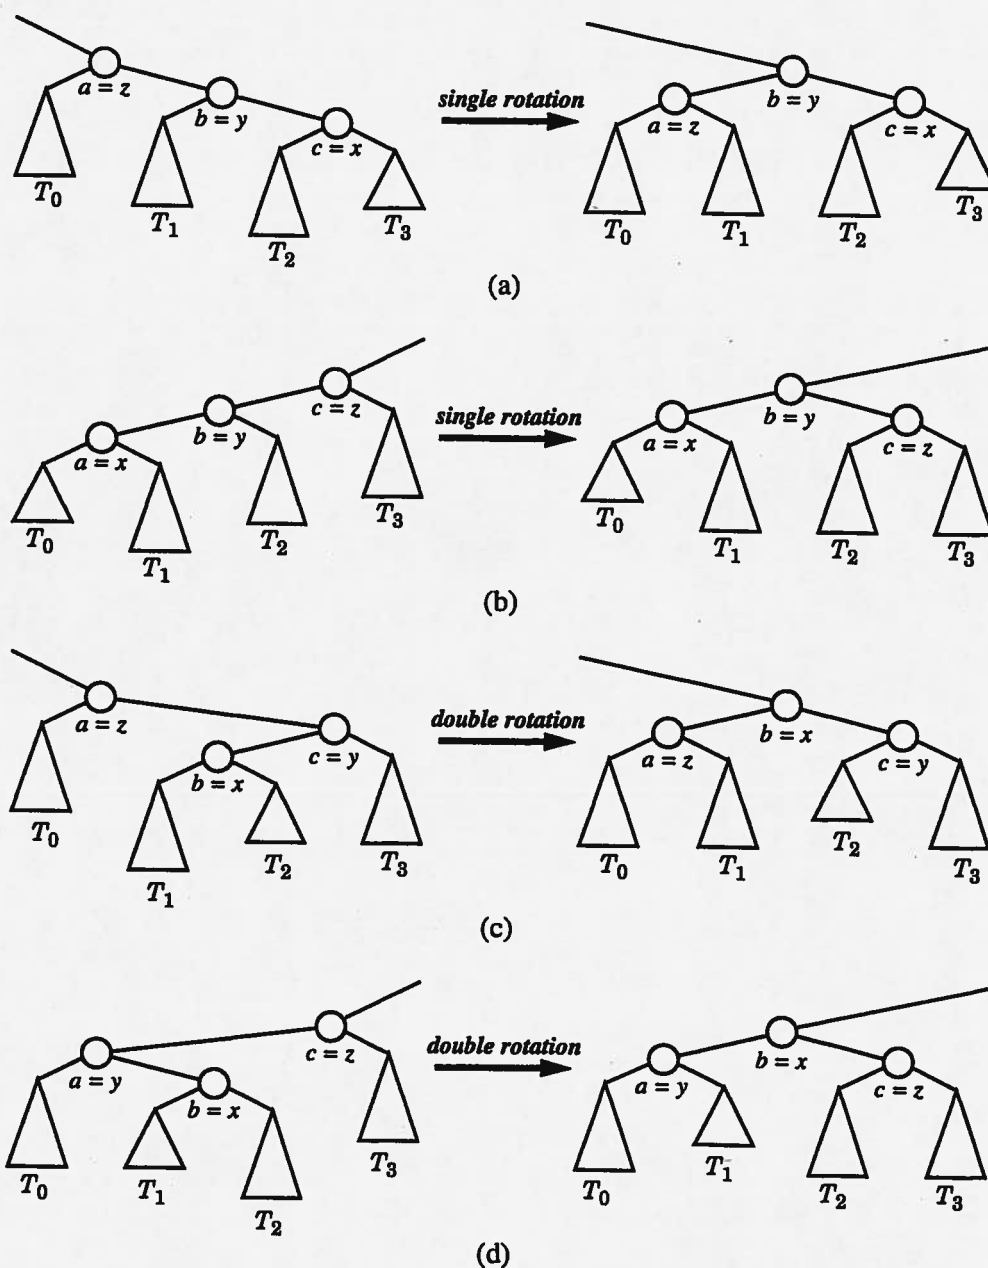 a = z
b = y
c = x
T0
T1
T2
T3
single rotation
b = y
a = z
c = x
T0
T1
T2
T3
(a)
c = z
b = y
a = x
T0
T1
T2
T3
single rotation
b = y
a = x
c = z
T0
T1
T2
T3
(b)
a = z
c = y
b = x
T0
T1
T2
T3
double rotation
b = x
a = z
c = y
T0
T1
T2
T3
(c)
c = z
a = y
b = x
T0
T1
T2
T3
double rotation
b = x
a = y
c = z
T0
T1
T2
T3
(d)